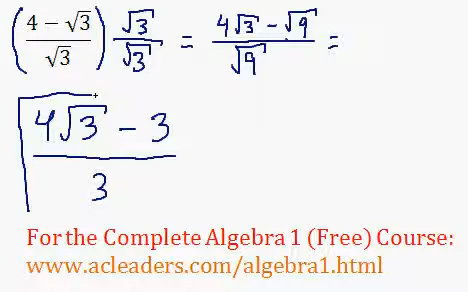 ((4 − √3)/√3) √3/√3 = (4√3 − √9)/√9 =
(4√3 − 3)/3
For the Complete Algebra 1 (Free) Course:
www.acleaders.com/algebra1.html